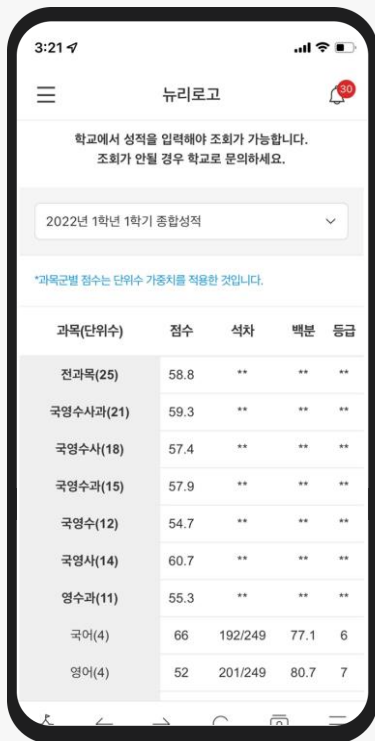 3:21
뉴리로고
30
학교에서 성적을 입력해야 조회가 가능합니다.
조회가 안될 경우 학교로 문의하세요.
2022년 1학년 1학기 종합성적
*과목군별 점수는 단위수 가중치를 적용한 것입니다.
과목(단위수) 점수 석차 백분 등급
전과목(25) 58.8 ** ** **
국영수사과(21) 59.3 ** ** **
국영수사(18) 57.4 ** ** **
국영수과(15) 57.9 ** ** **
국영수(12) 54.7 ** ** **
국영사(14) 60.7 ** ** **
영수과(11) 55.3 ** ** **
국어(4) 66 192/249 77.1 6
영어(4) 52 201/249 80.7 7